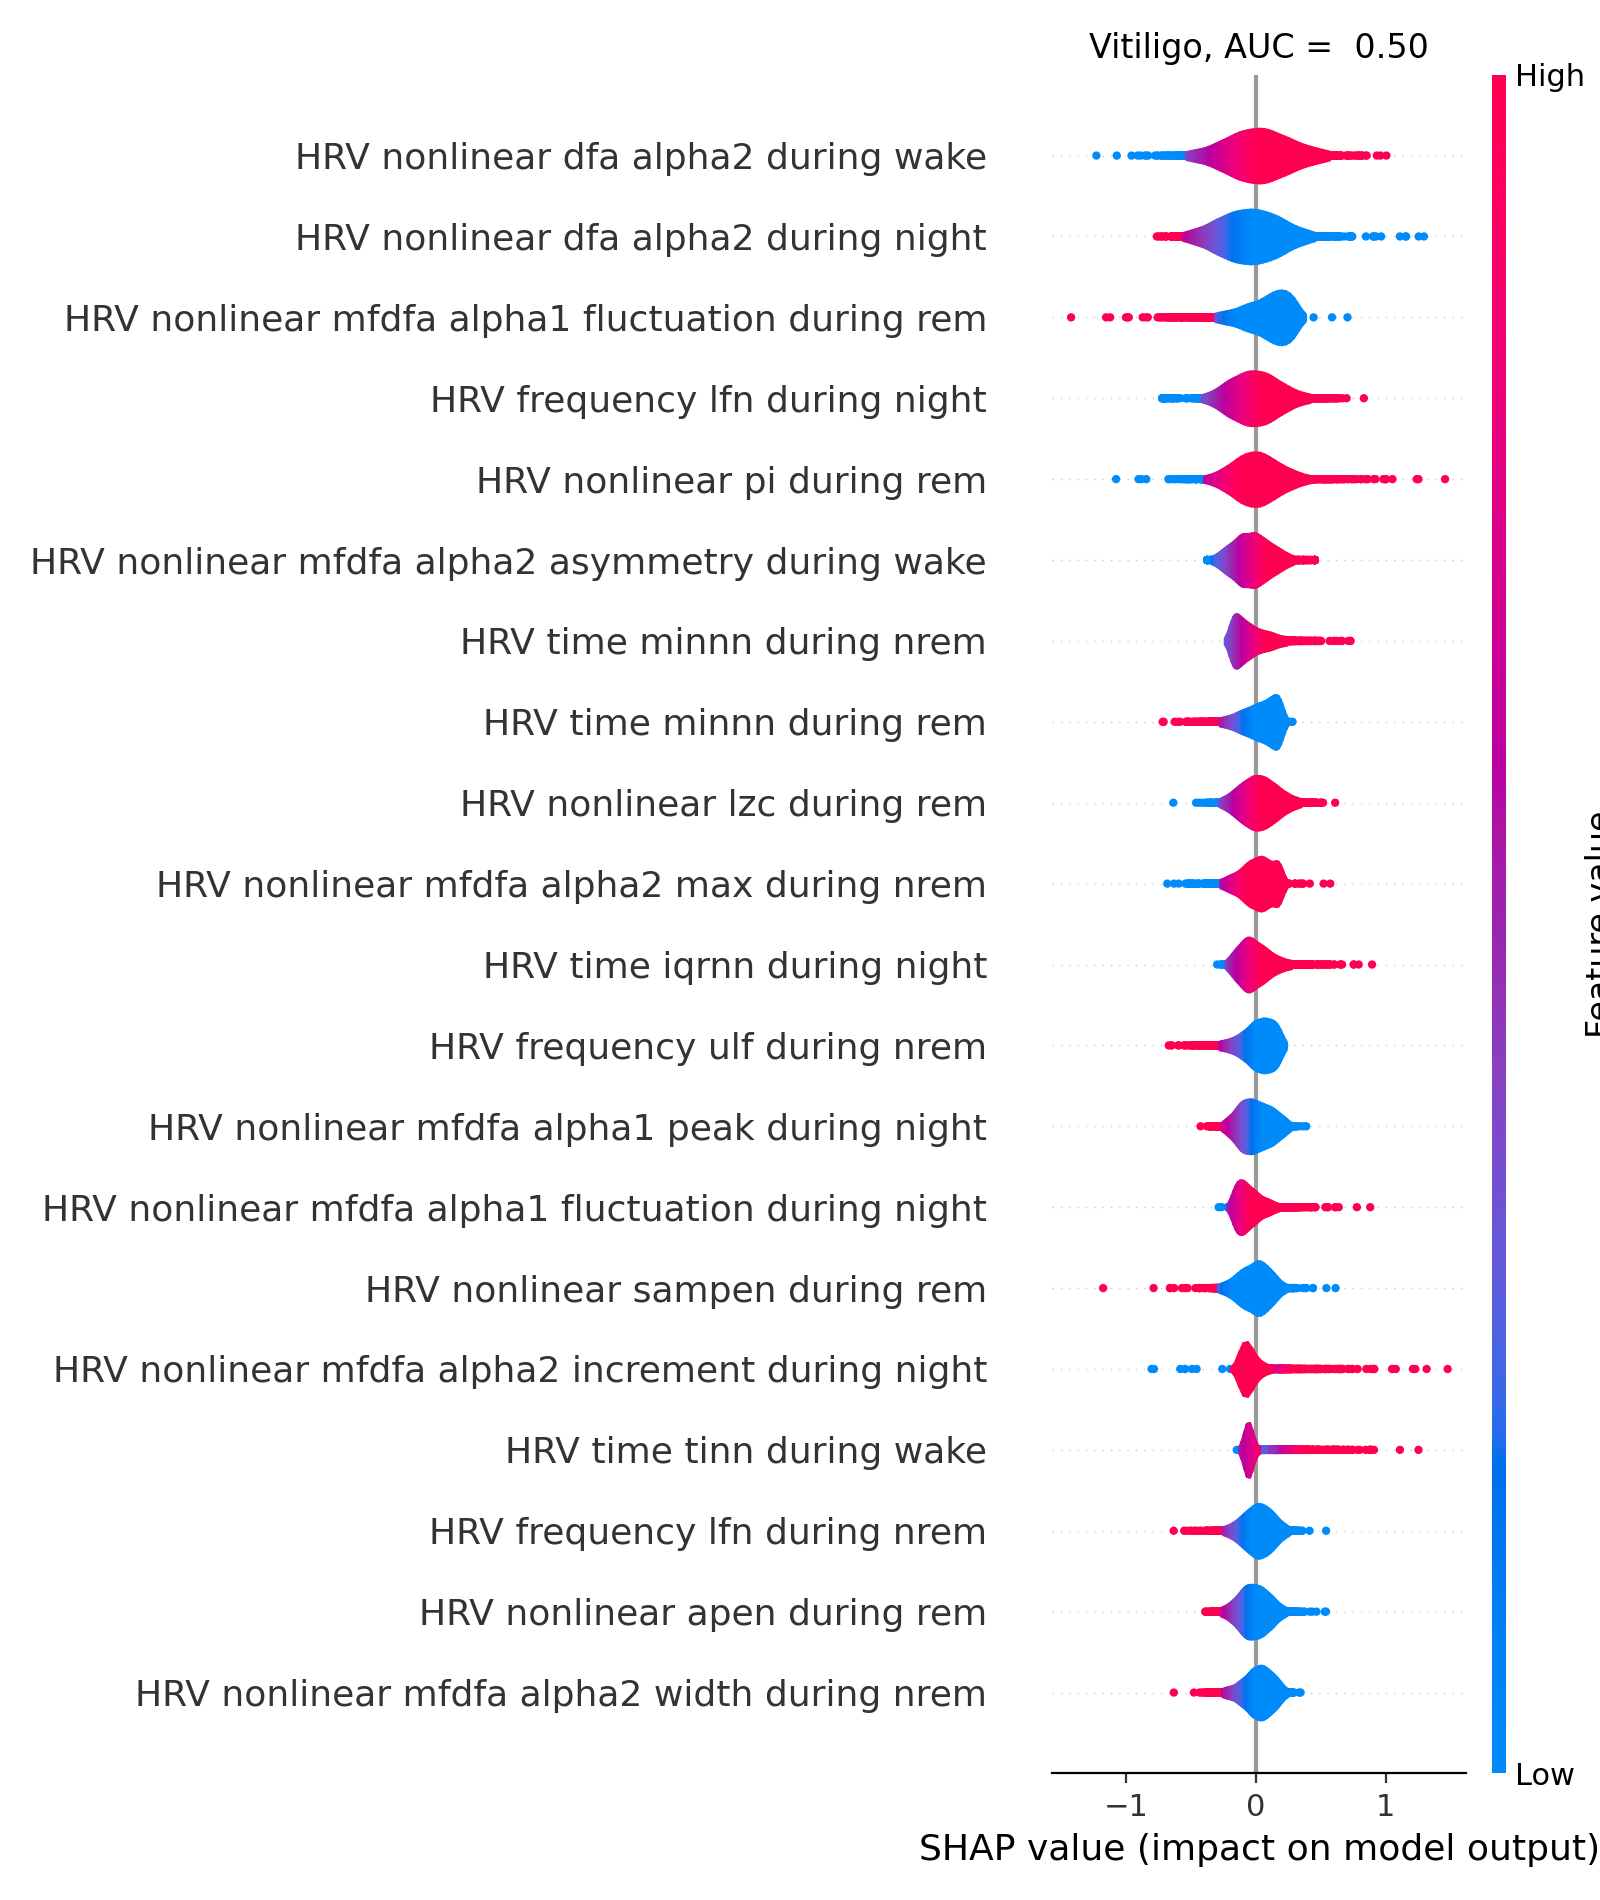 Vitiligo, AUC =  0.50
High
HRV nonlinear dfa alpha2 during wake
HRV nonlinear dfa alpha2 during night
HRV nonlinear mfdfa alpha1 fluctuation during rem
HRV frequency lfn during night
HRV nonlinear pi during rem
HRV nonlinear mfdfa alpha2 asymmetry during wake
HRV time minnn during nrem
HRV time minnn during rem
HRV nonlinear lzc during rem
HRV nonlinear mfdfa alpha2 max during nrem
HRV time iqrnn during night
HRV frequency ulf during nrem
HRV nonlinear mfdfa alpha1 peak during night
HRV nonlinear mfdfa alpha1 fluctuation during night
HRV nonlinear sampen during rem
HRV nonlinear mfdfa alpha2 increment during night
HRV time tinn during wake
HRV frequency lfn during nrem
HRV nonlinear apen during rem
HRV nonlinear mfdfa alpha2 width during nrem
Feature value
Low
−1 0 1
SHAP value (impact on model output)